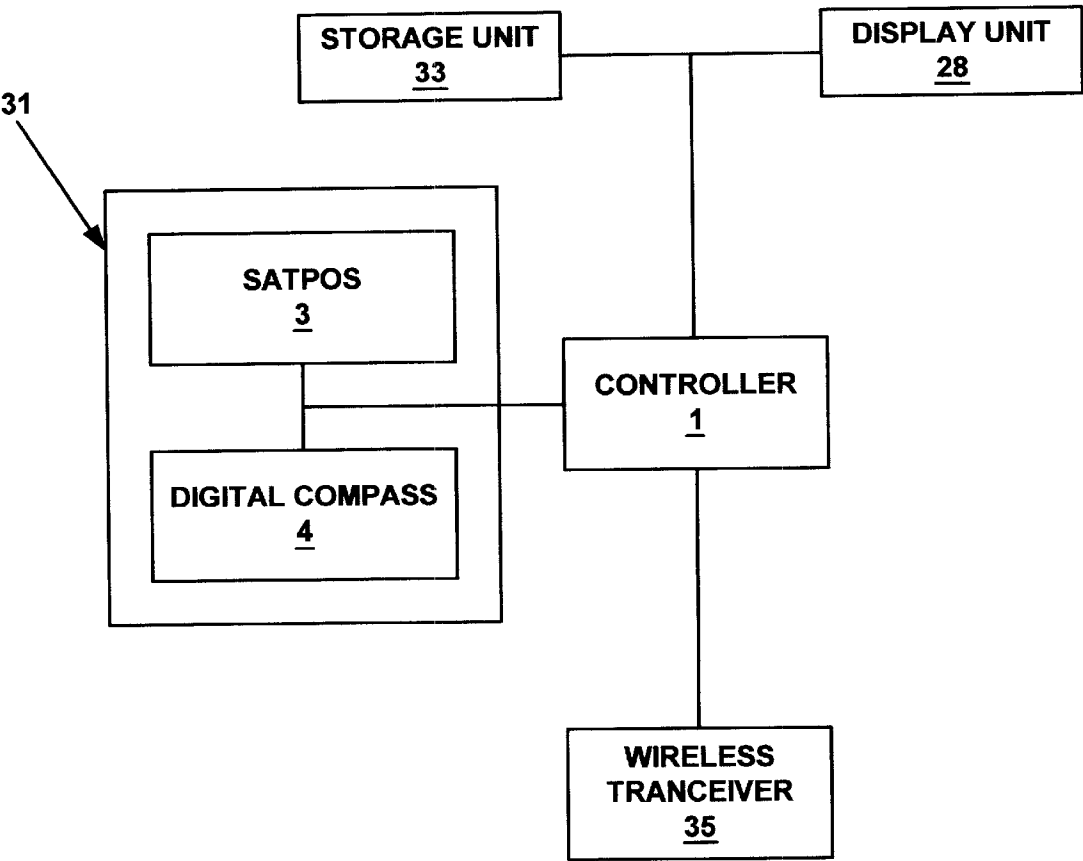 STORAGE UNIT
33
DISPLAY UNIT
28
31
SATPOS
3
CONTROLLER
1
DIGITAL COMPASS
4
WIRELESS
TRANCEIVER
35